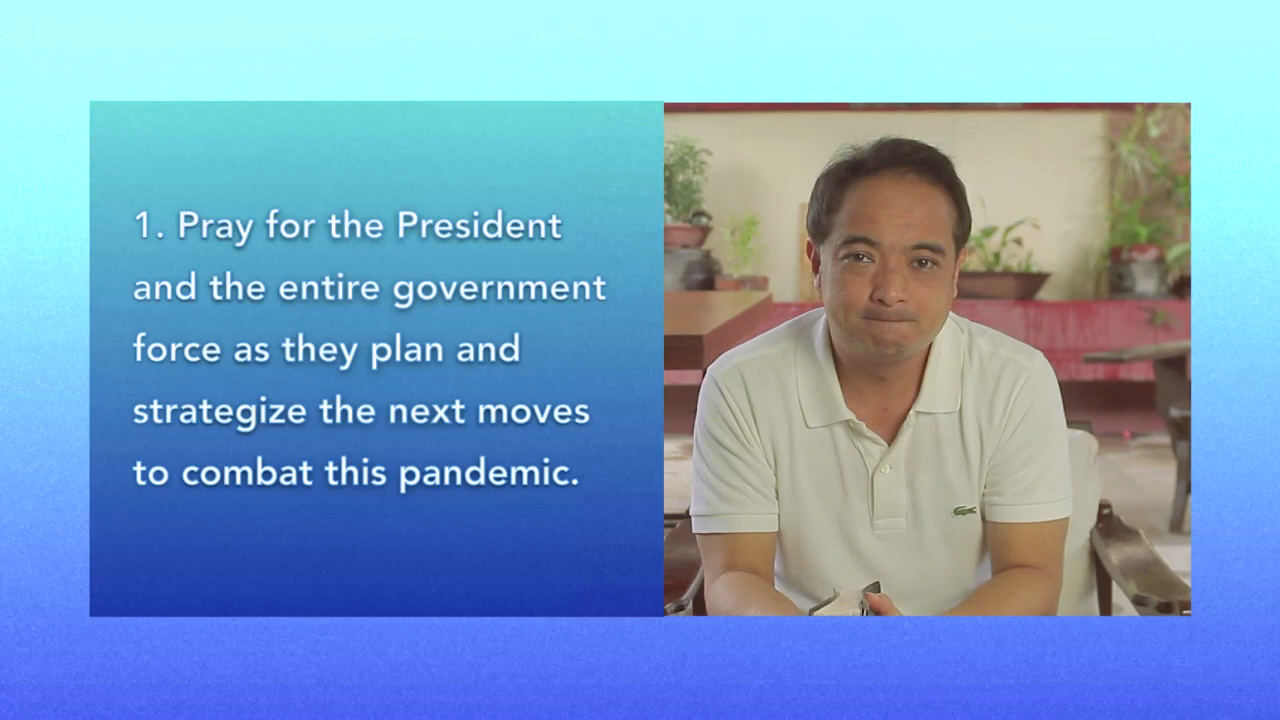 1. Pray for the President
and the entire government
force as they plan and
strategize the next moves
to combat this pandemic.